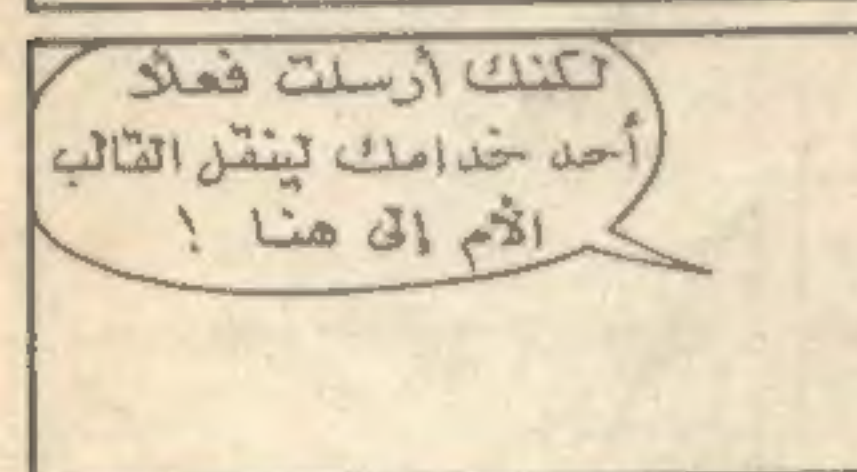 لكنك أرسلت فعلاً
أحد خدامك لينقل القالب
الأم إلى هنا !